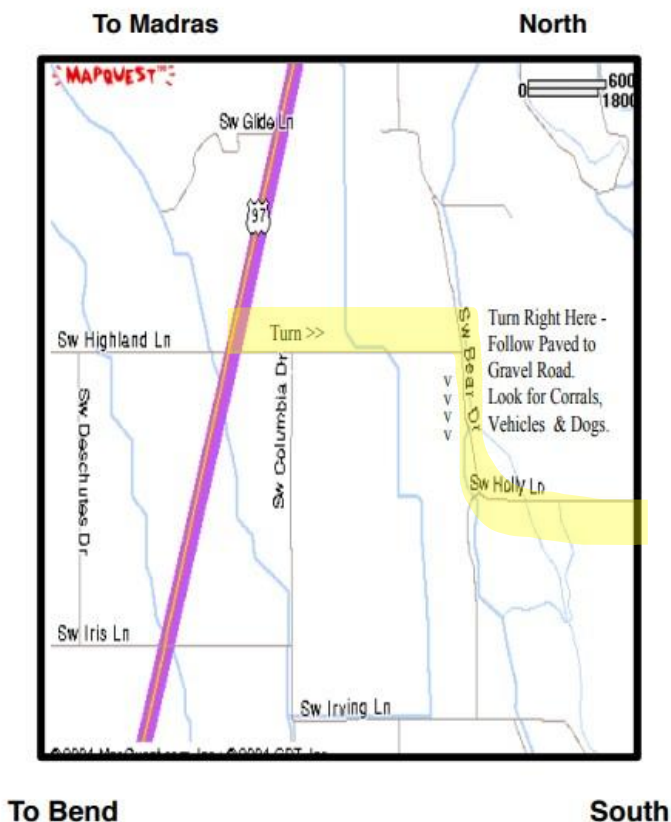 To Madras
North
MAPQUEST™
0
600
1800
Sw Glide Ln
97
Sw Highland Ln
Turn >>
Sw Bear Dr
Turn Right Here -
Follow Paved to
Gravel Road.
Look for Corrals,
Vehicles & Dogs.
v
v
v
v
Sw Deschutes Dr
Sw Columbia Dr
Sw Holly Ln
Sw Iris Ln
Sw Irving Ln
To Bend
South